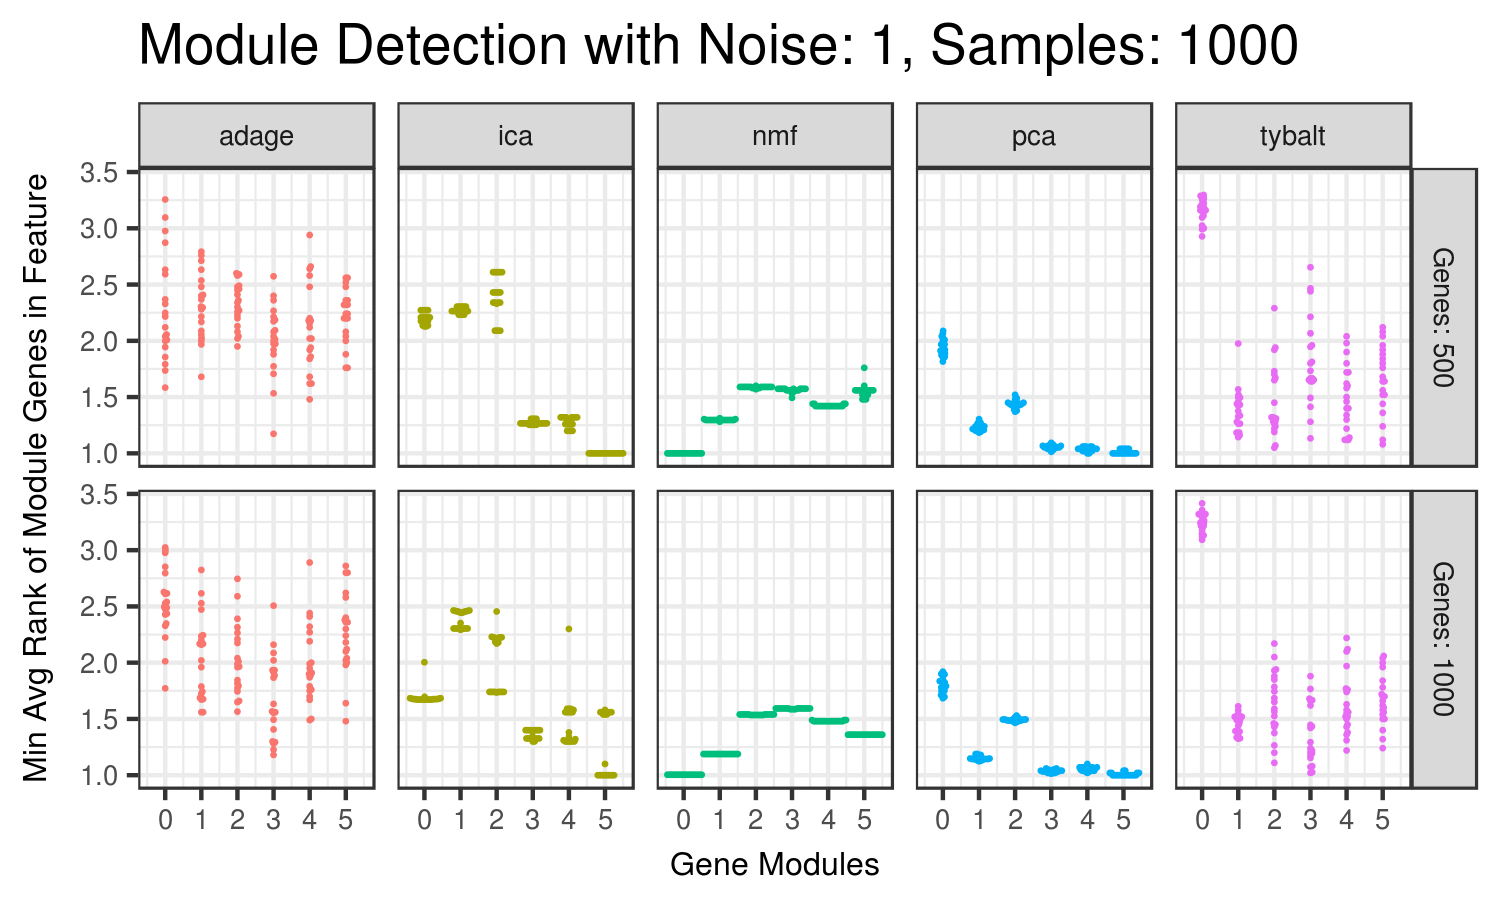 Module Detection with Noise: 1, Samples: 1000
adage ica nmf pca tybalt
Min Avg Rank of Module Genes in Feature
3.5
3.0
2.5
2.0
1.5
1.0
Genes: 500
3.5
3.0
2.5
2.0
1.5
1.0
Genes: 1000
0 1 2 3 4 5 0 1 2 3 4 5 0 1 2 3 4 5 0 1 2 3 4 5 0 1 2 3 4 5
Gene Modules